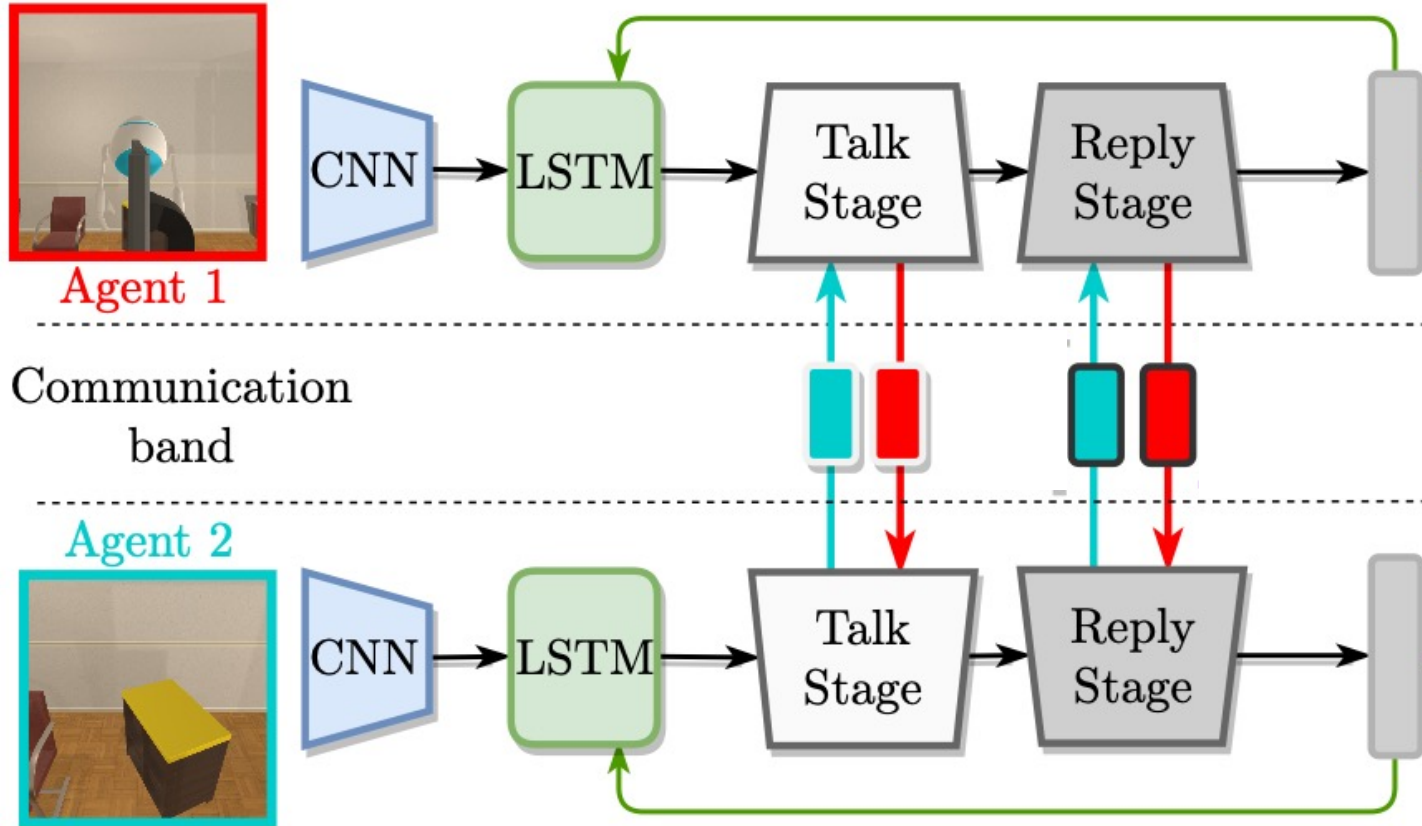 CNN
LSTM
Talk
Stage
Reply
Stage
Agent 1
Communication
band
Agent 2
CNN
LSTM
Talk
Stage
Reply
Stage